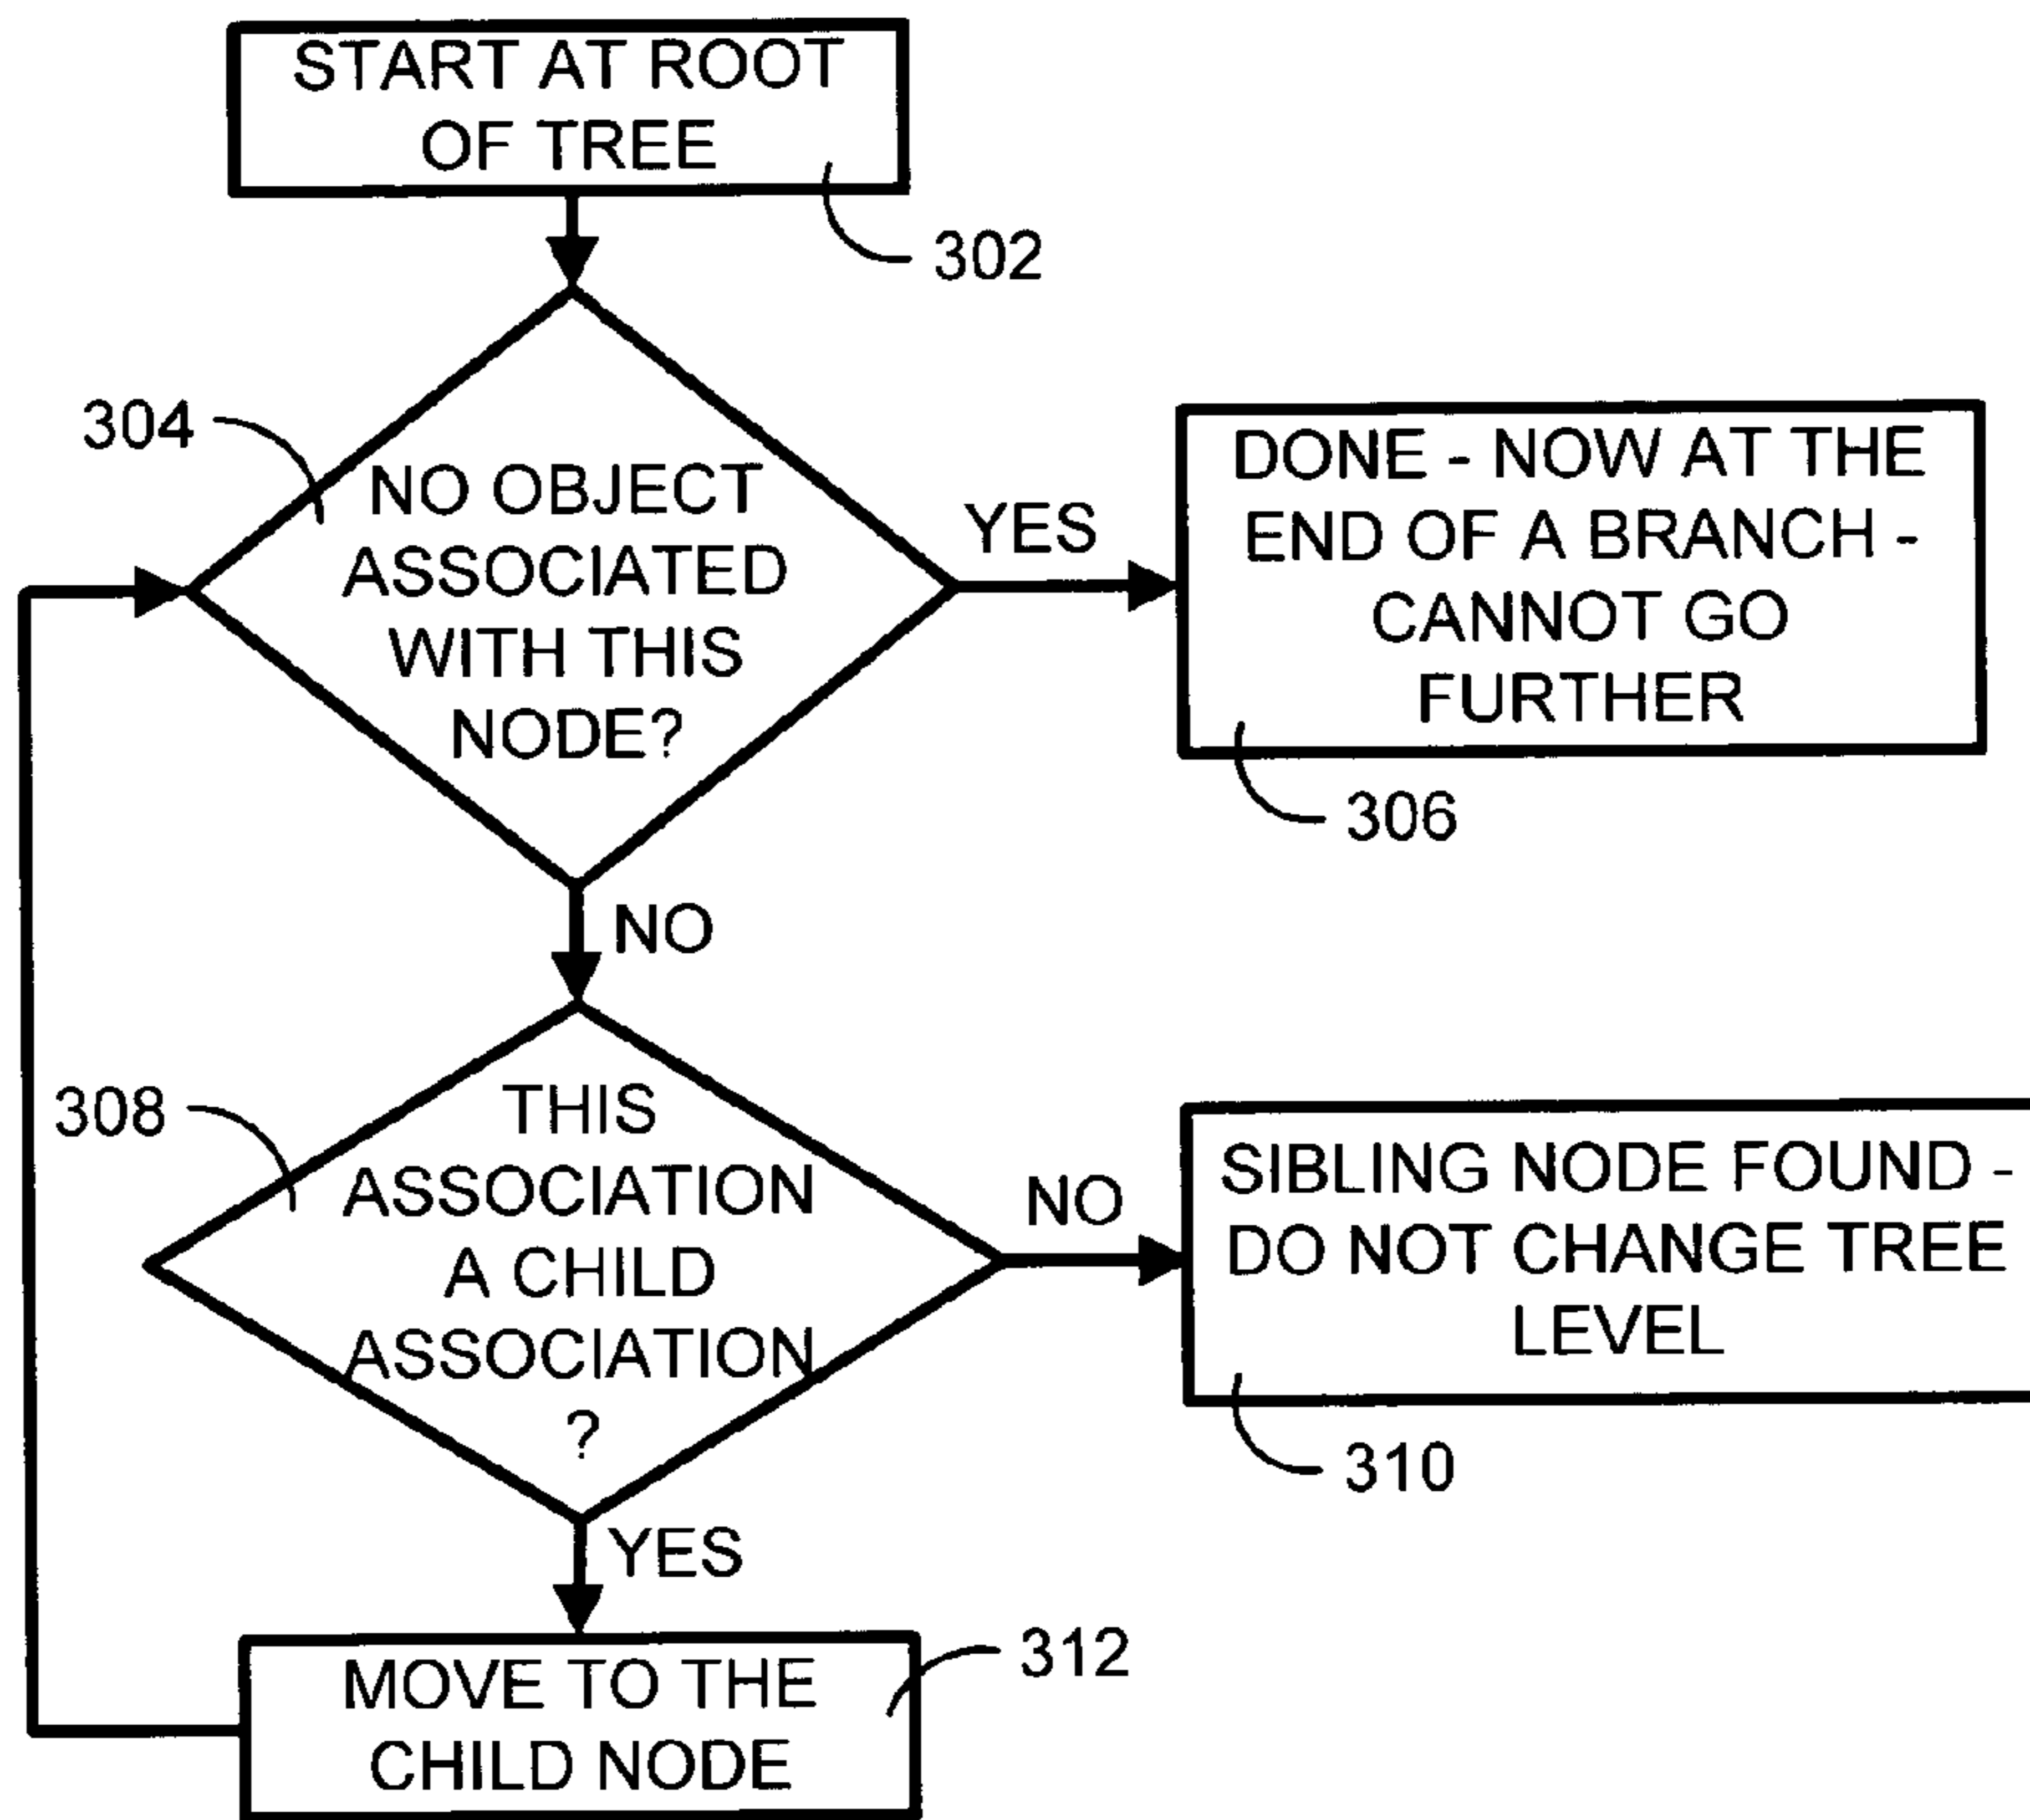 START AT ROOT
OF TREE
302
304
NO OBJECT
ASSOCIATED
WITH THIS
NODE?
YES
DONE - NOW AT THE
END OF A BRANCH -
CANNOT GO
FURTHER
306
NO
308
THIS
ASSOCIATION
A CHILD
ASSOCIATION
?
NO
SIBLING NODE FOUND -
DO NOT CHANGE TREE
LEVEL
310
YES
MOVE TO THE
CHILD NODE
312